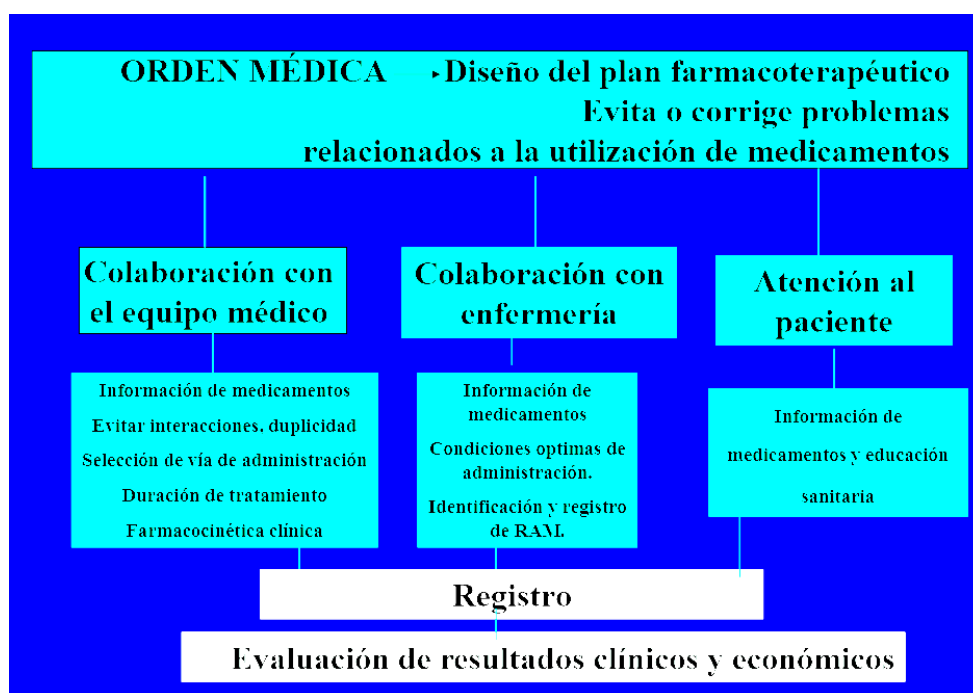 ORDEN MÉDICA Diseño del plan farmacoterapéutico
Evita o corrige problemas
relacionados a la utilización de medicamentos
Colaboración con
el equipo médico
Colaboración con
enfermería
Atención al
paciente
Información de medicamentos
Evitar interacciones, duplicidad
Selección de vía de administración
Duración de tratamiento
Farmacocinética clínica
Información de
medicamentos
Condiciones optimas de
administración.
Identificación y registro
de RAM.
Información de
medicamentos y educación
sanitaria
Registro
Evaluación de resultados clínicos y económicos